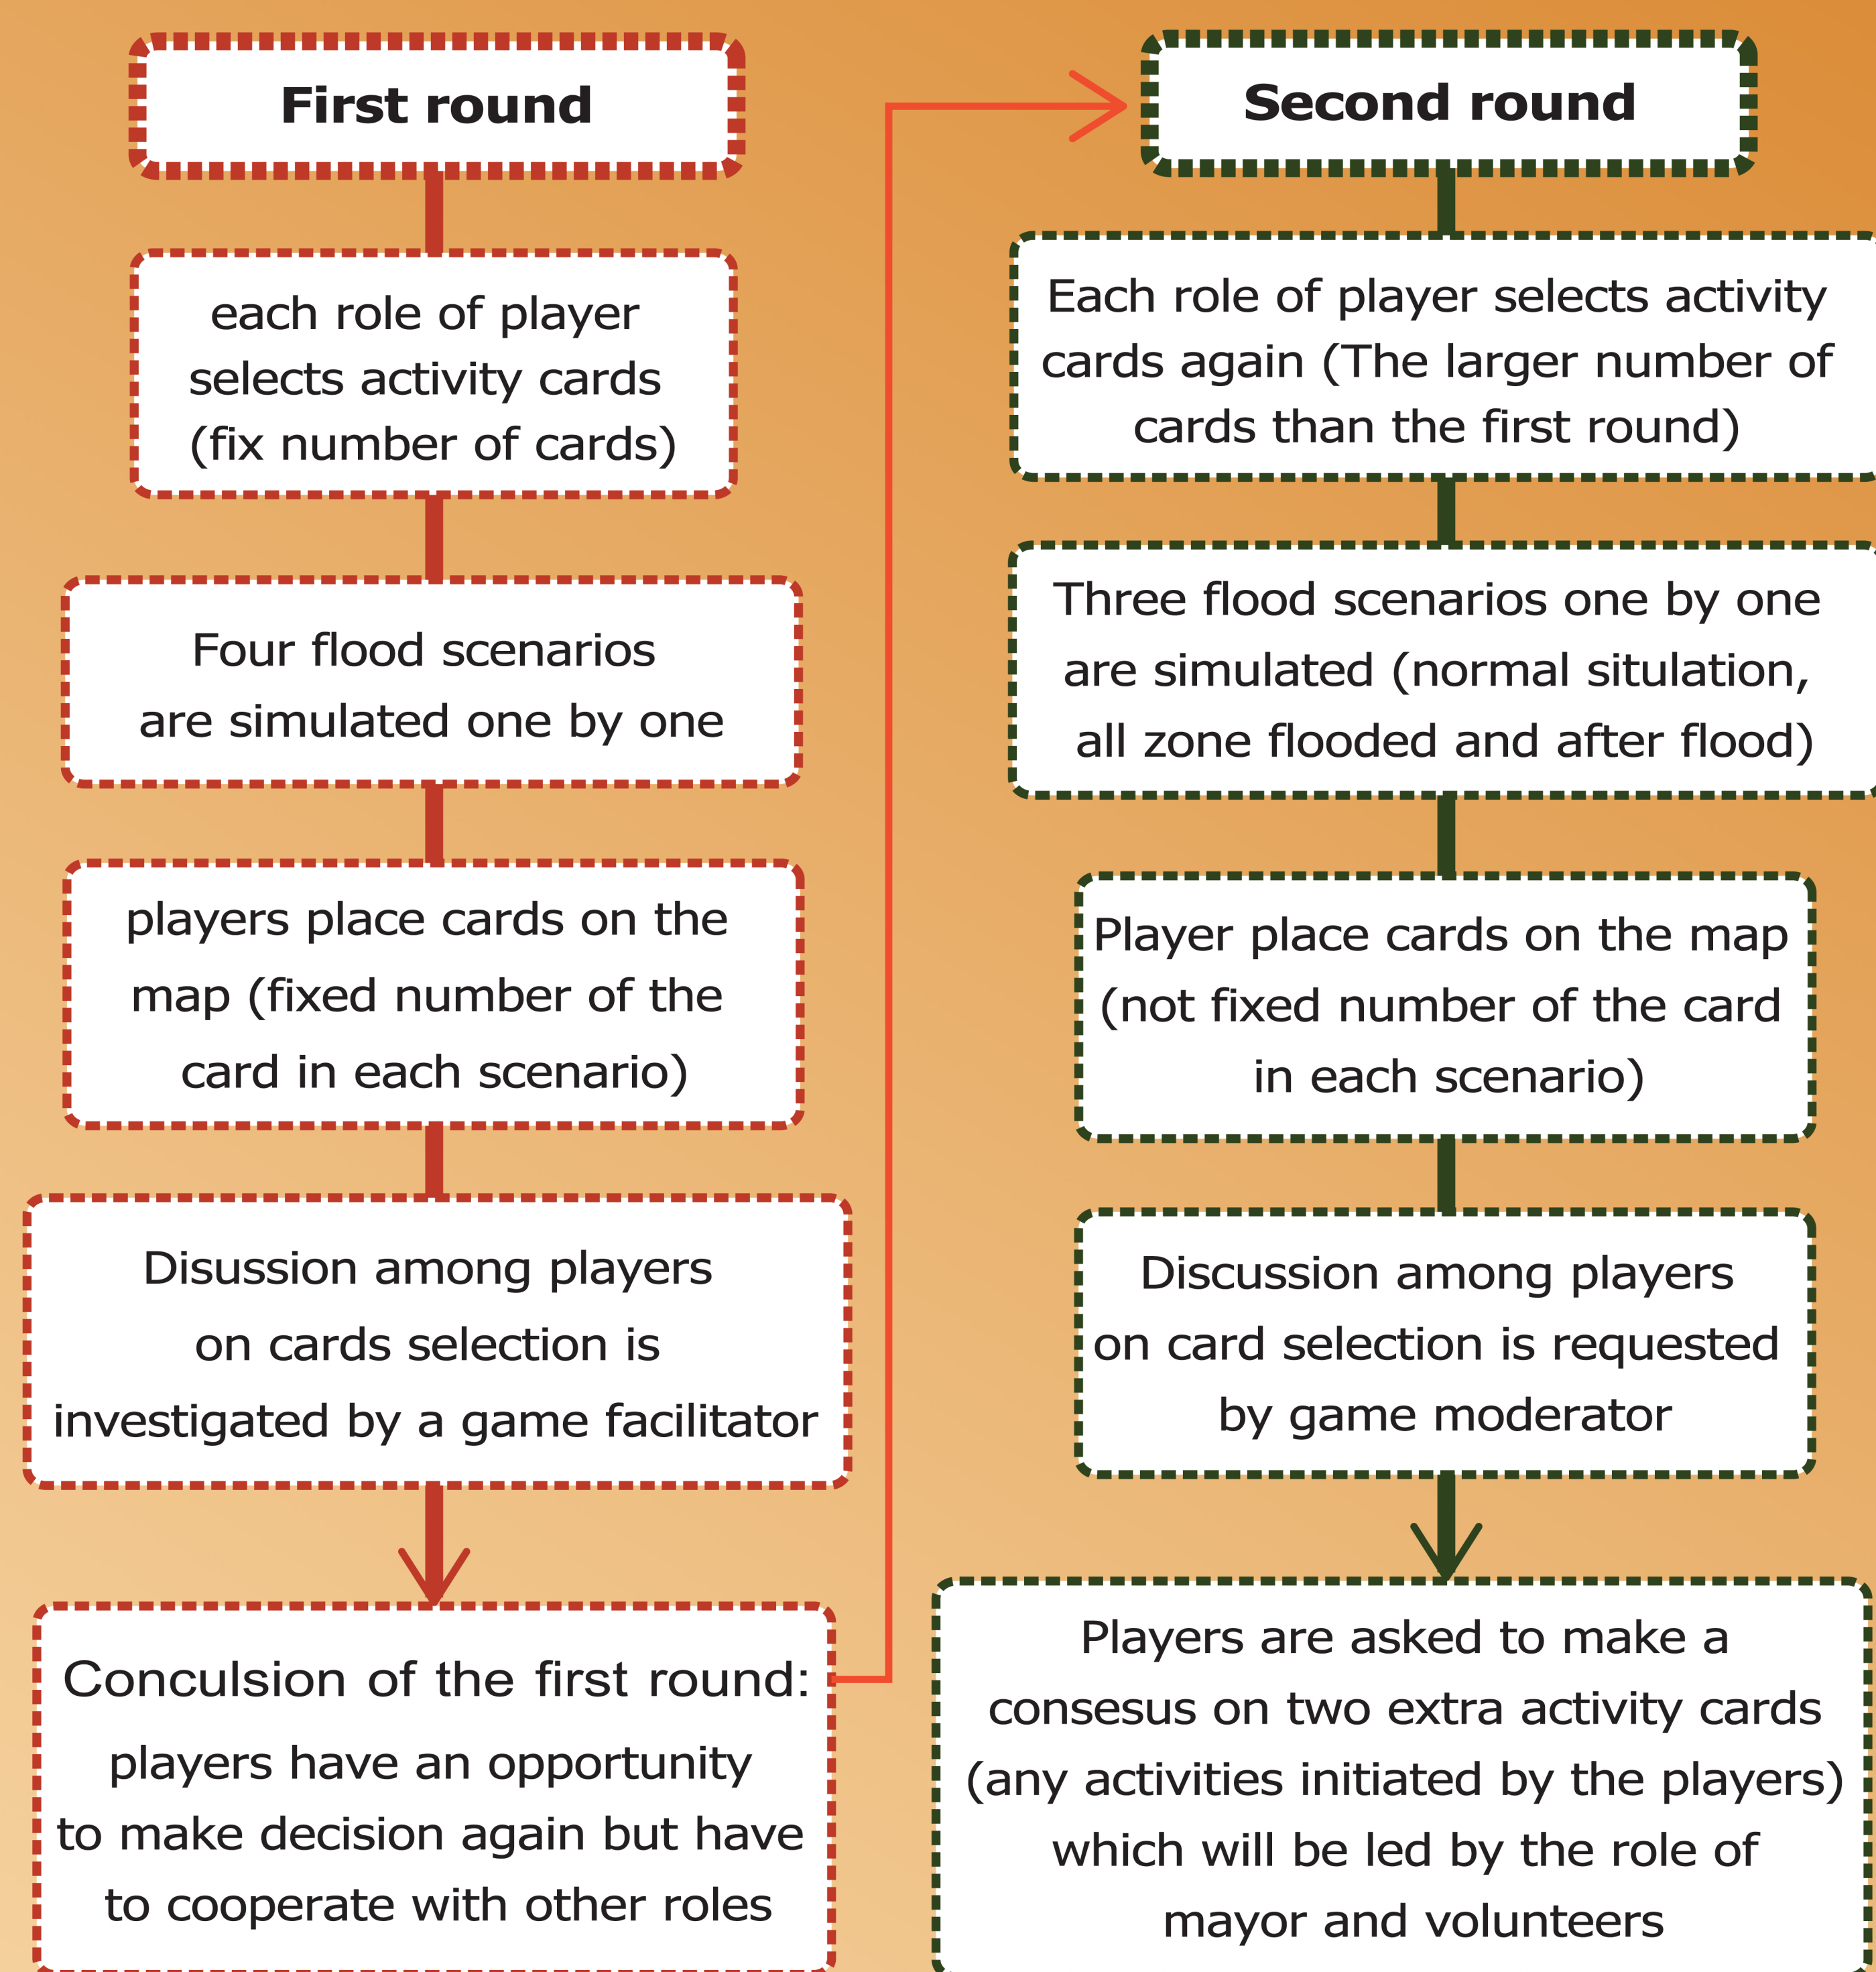 First round
each role of player
selects activity cards
(fix number of cards)
Four flood scenarios
are simulated one by one
players place cards on the
map (fixed number of the
card in each scenario)
Disussion among players
on cards selection is
investigated by a game facilitator
Conculsion of the first round:
players have an opportunity
to make decision again but have
to cooperate with other roles
Second round
Each role of player selects activity
cards again (The larger number of
cards than the first round)
Three flood scenarios one by one
are simulated (normal situlation,
all zone flooded and after flood)
Player place cards on the map
(not fixed number of the card
in each scenario)
Discussion among players
on card selection is requested
by game moderator
Players are asked to make a
consesus on two extra activity cards
(any activities initiated by the players)
which will be led by the role of
mayor and volunteers